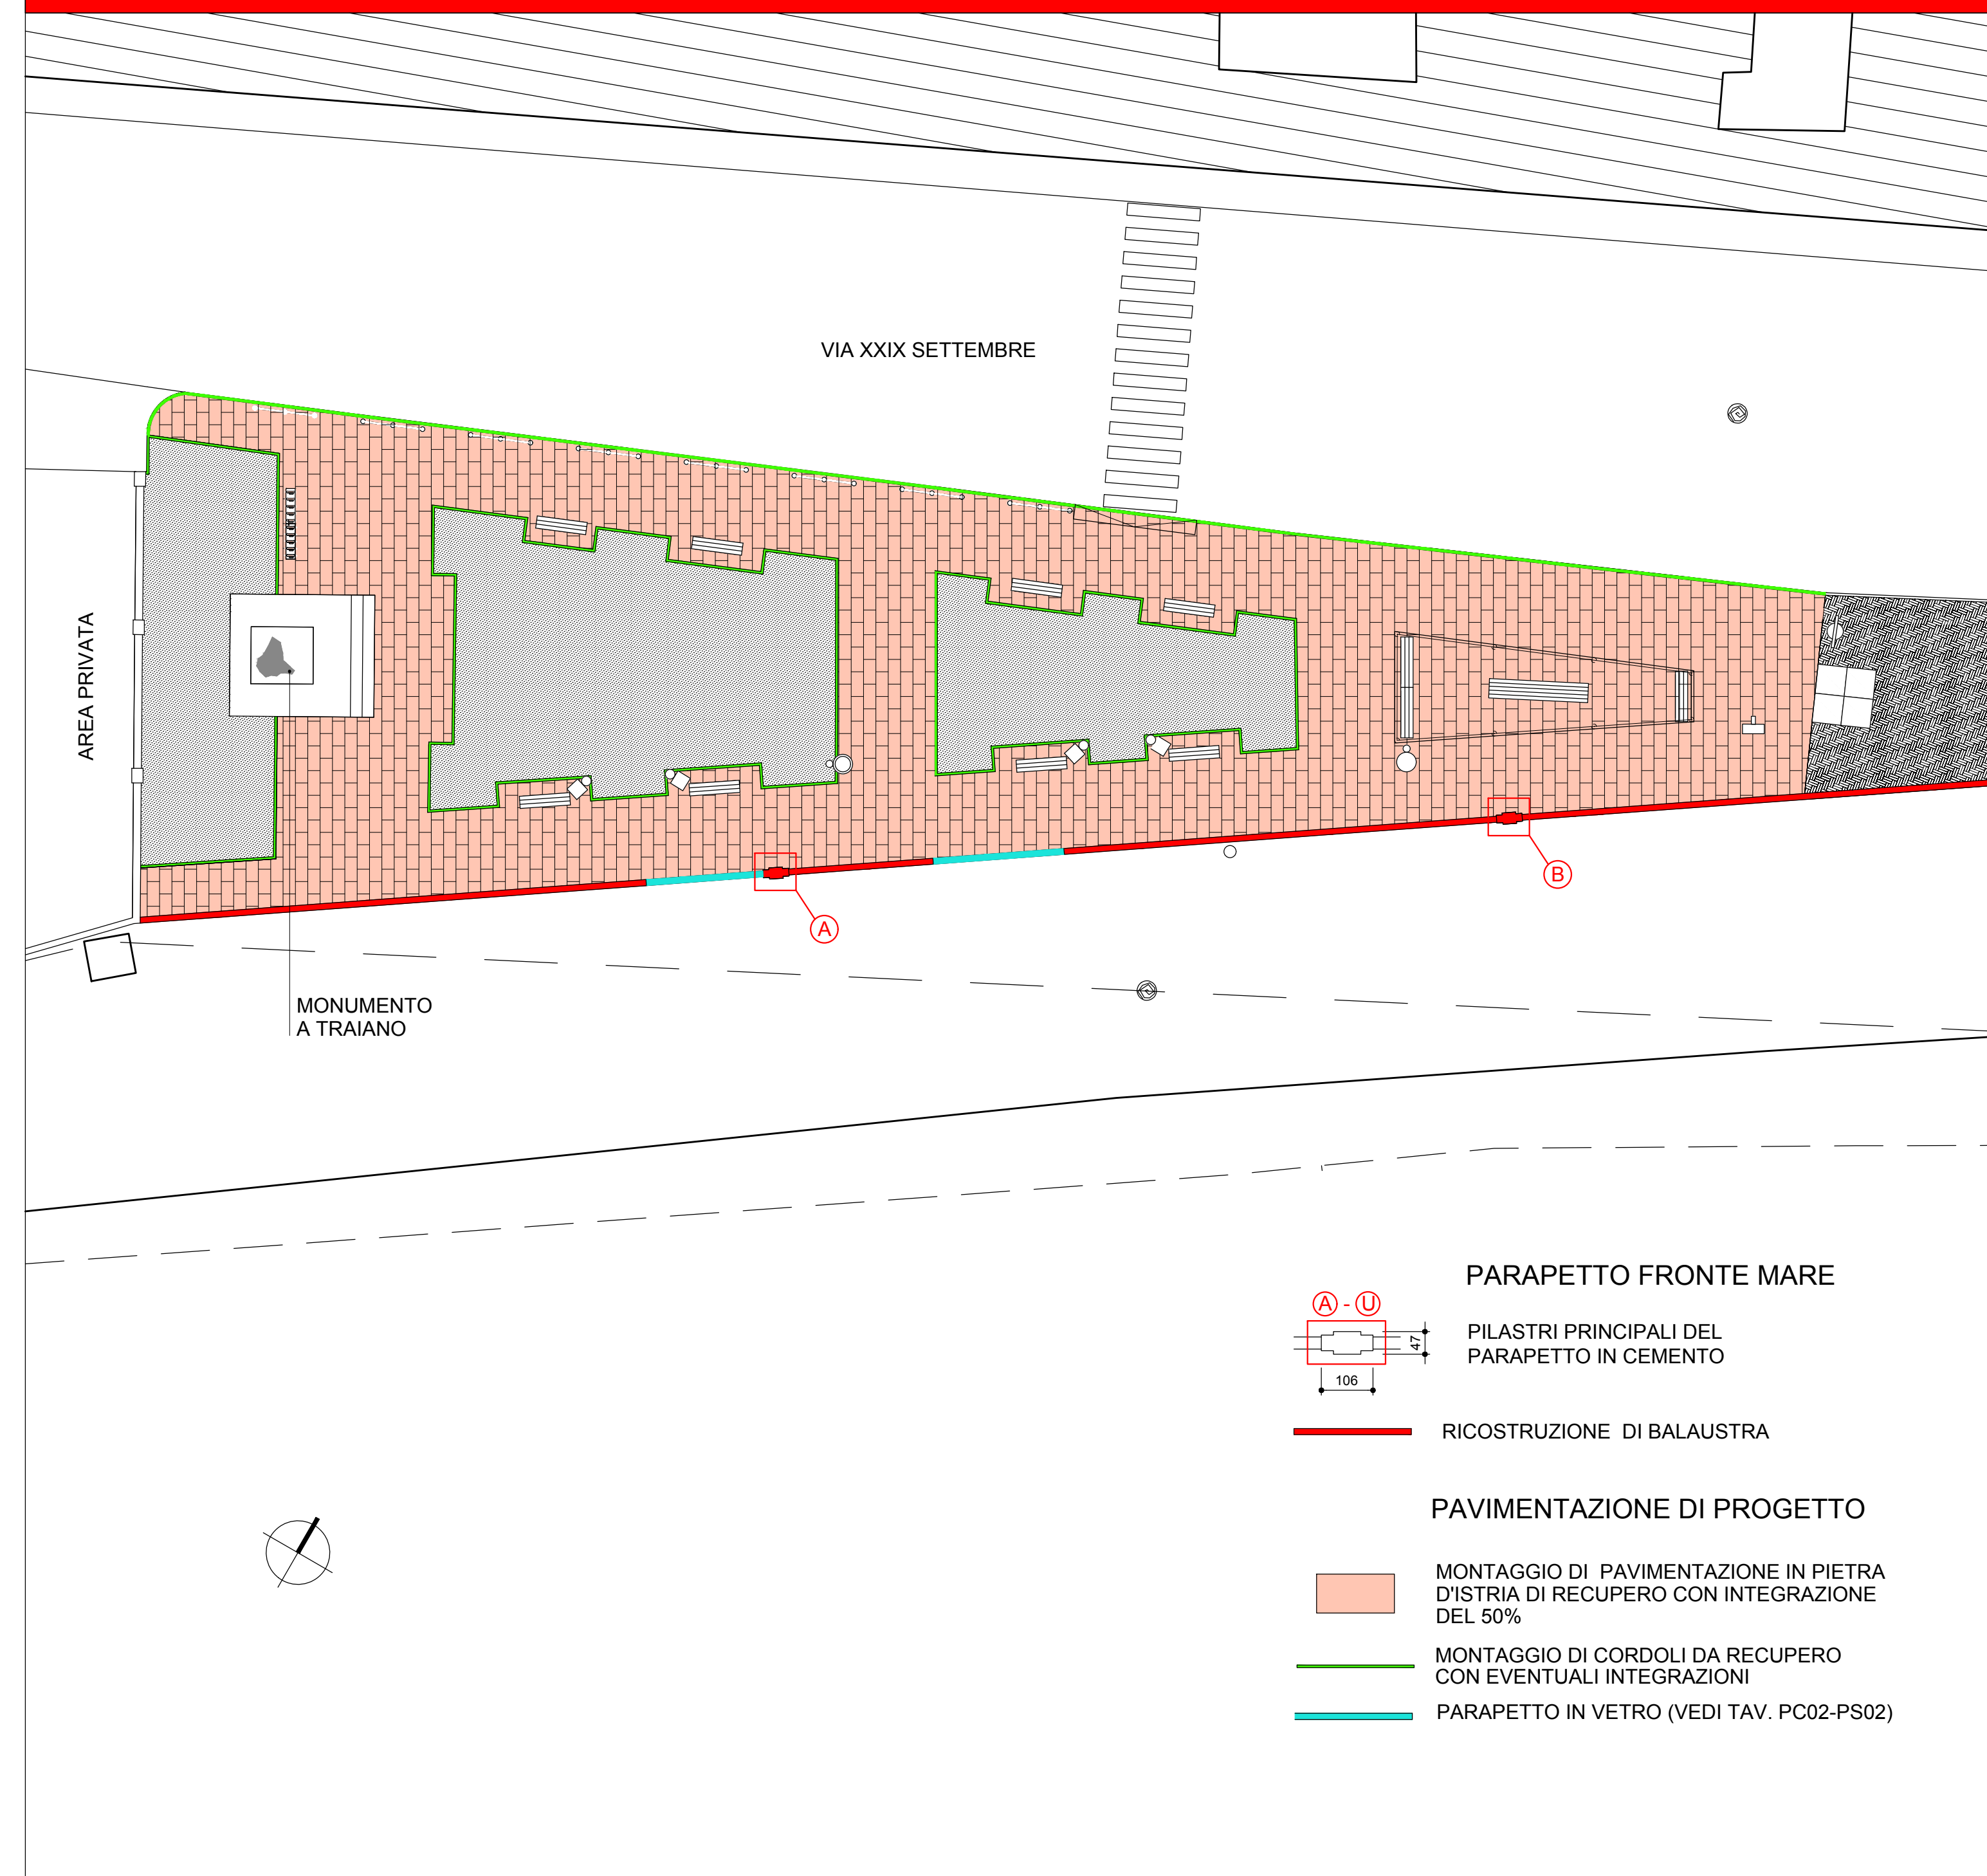 VIA XXIX SETTEMBRE
AREA PRIVATA
A
B
MONUMENTO
A TRAIANO
PARAPETTO FRONTE MARE
A - U
47
106
PILASTRI PRINCIPALI DEL
PARAPETTO IN CEMENTO
RICOSTRUZIONE DI BALAUSTRA
PAVIMENTAZIONE DI PROGETTO
MONTAGGIO DI PAVIMENTAZIONE IN PIETRA
D'ISTRIA DI RECUPERO CON INTEGRAZIONE
DEL 50%
MONTAGGIO DI CORDOLI DA RECUPERO
CON EVENTUALI INTEGRAZIONI
PARAPETTO IN VETRO (VEDI TAV. PC02-PS02)